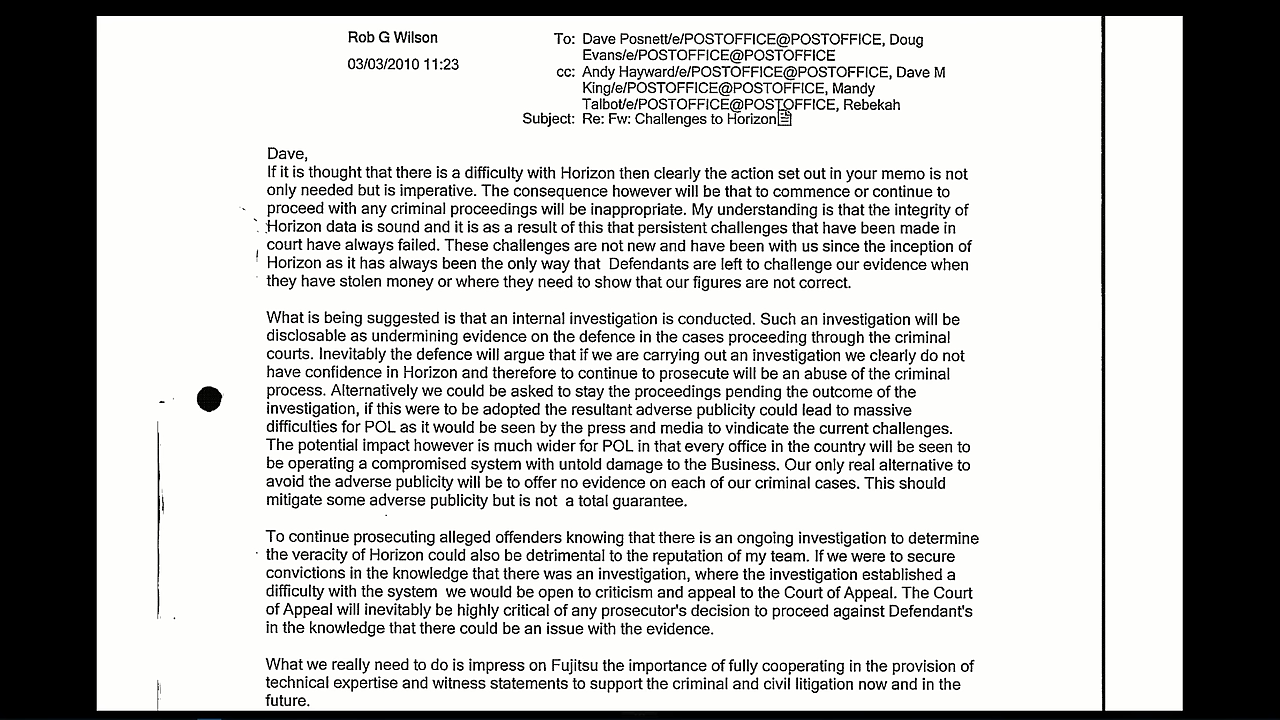 Rob G Wilson
03/03/2010 11:23
To: Dave Posnett/e/POSTOFFICE@POSTOFFICE, Doug
Evans/e/POSTOFFICE@POSTOFFICE
cc: Andy Hayward/e/POSTOFFICE@POSTOFFICE, Dave M
King/e/POSTOFFICE@POSTOFFICE, Mandy
Talbot/e/POSTOFFICE@POSTOFFICE, Rebekah
Subject: Re: Fw: Challenges to Horizon
Dave,
If it is thought that there is a difficulty with Horizon then clearly the action set out in your memo is not
only needed but is imperative. The consequence however will be that to commence or continue to
proceed with any criminal proceedings will be inappropriate. My understanding is that the integrity of
Horizon data is sound and it is as a result of this that persistent challenges that have been made in
court have always failed. These challenges are not new and have been with us since the inception of
Horizon as it has always been the only way that Defendants are left to challenge our evidence when
they have stolen money or where they need to show that our figures are not correct.
What is being suggested is that an internal investigation is conducted. Such an investigation will be
disclosable as undermining evidence on the defence in the cases proceeding through the criminal
courts. Inevitably the defence will argue that if we are carrying out an investigation we clearly do not
have confidence in Horizon and therefore to continue to prosecute will be an abuse of the criminal
process. Alternatively we could be asked to stay the proceedings pending the outcome of the
investigation, if this were to be adopted the resultant adverse publicity could lead to massive
difficulties for POL as it would be seen by the press and media to vindicate the current challenges.
The potential impact however is much wider for POL in that every office in the country will be seen to
be operating a compromised system with untold damage to the Business. Our only real alternative to
avoid the adverse publicity will be to offer no evidence on each of our criminal cases. This should
mitigate some adverse publicity but is not a total guarantee.
To continue prosecuting alleged offenders knowing that there is an ongoing investigation to determine
the veracity of Horizon could also be detrimental to the reputation of my team. If we were to secure
convictions in the knowledge that there was an investigation, where the investigation established a
difficulty with the system we would be open to criticism and appeal to the Court of Appeal. The Court
of Appeal will inevitably be highly critical of any prosecutor's decision to proceed against Defendant's
in the knowledge that there could be an issue with the evidence.
What we really need to do is impress on Fujitsu the importance of fully cooperating in the provision of
technical expertise and witness statements to support the criminal and civil litigation now and in the
future.